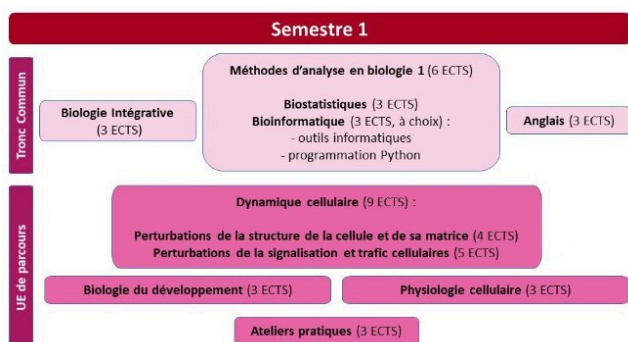 Semestre 1
Tronc Commun
Méthodes d'analyse en biologie 1 (6 ECTS)
Biostatistiques (3 ECTS)
Bioinformatique (3 ECTS, à choix) :
- outils informatiques
- programmation Python
Biologie Intégrative
(3 ECTS)
Anglais (3 ECTS)
UE de parcours
Dynamique cellulaire (9 ECTS) :
Perturbations de la structure de la cellule et de sa matrice (4 ECTS)
Perturbations de la signalisation et trafic cellulaires (5 ECTS)
Biologie du développement (3 ECTS)
Physiologie cellulaire (3 ECTS)
Ateliers pratiques (3 ECTS)